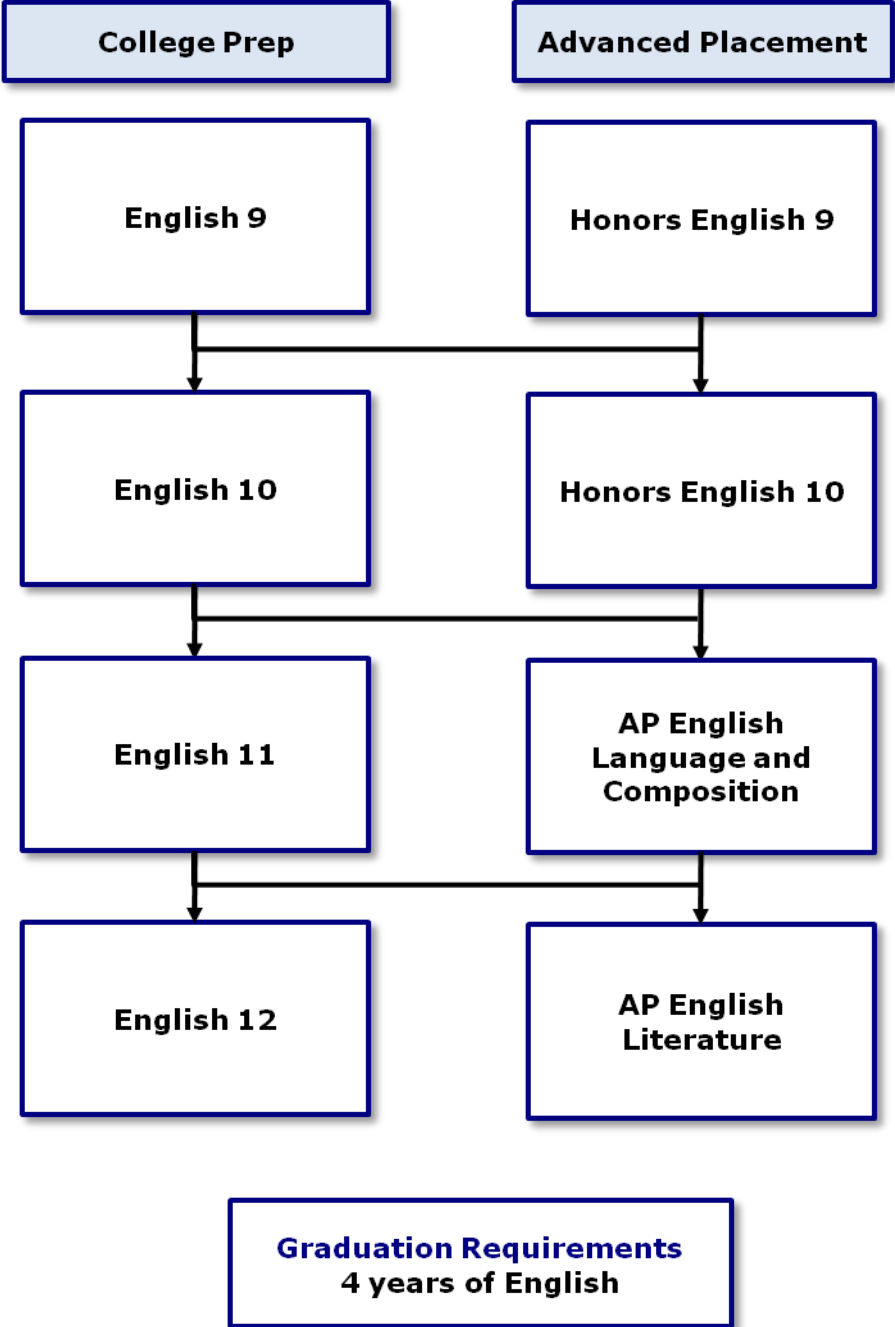 College Prep
Advanced Placement
English 9
Honors English 9
English 10
Honors English 10
English 11
AP English
Language and
Composition
English 12
AP English
Literature
Graduation Requirements
4 years of English